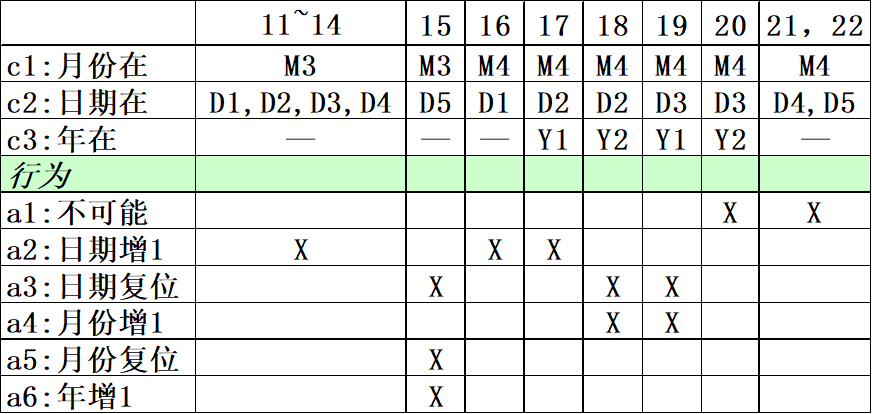 11~14 15 16 17 18 19 20 21，22
c1:月份在 M3 M3 M4 M4 M4 M4 M4 M4
c2:日期在 D1,D2,D3,D4 D5 D1 D2 D2 D3 D3 D4,D5
c3:年在 — — — Y1 Y2 Y1 Y2 —
行为
a1:不可能 X X
a2:日期增1 X X X
a3:日期复位 X X X
a4:月份增1 X X
a5:月份复位 X
a6:年增1 X